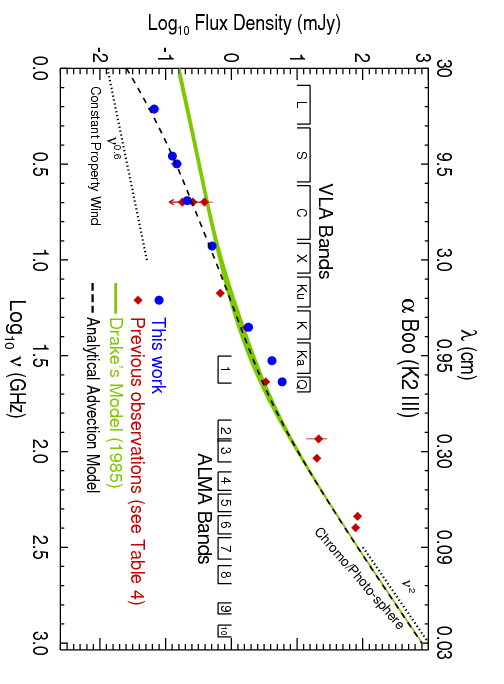 α Boo (K2 III)
λ (cm)
30 9.5 3.0 0.95 0.30 0.09 0.03
Log₁₀ Flux Density (mJy)
3
2
1
0
-1
-2
VLA Bands
L S C X Ku K Ka Q
ALMA Bands
1 2 3 4 5 6 7 8 9 10
ν²
Chromo/Photo-sphere
This work
Previous observations (see Table 4)
Drake's Model (1985)
Analytical Advection Model
ν⁰·⁶
Constant Property Wind
0.0 0.5 1.0 1.5 2.0 2.5 3.0
Log₁₀ ν (GHz)